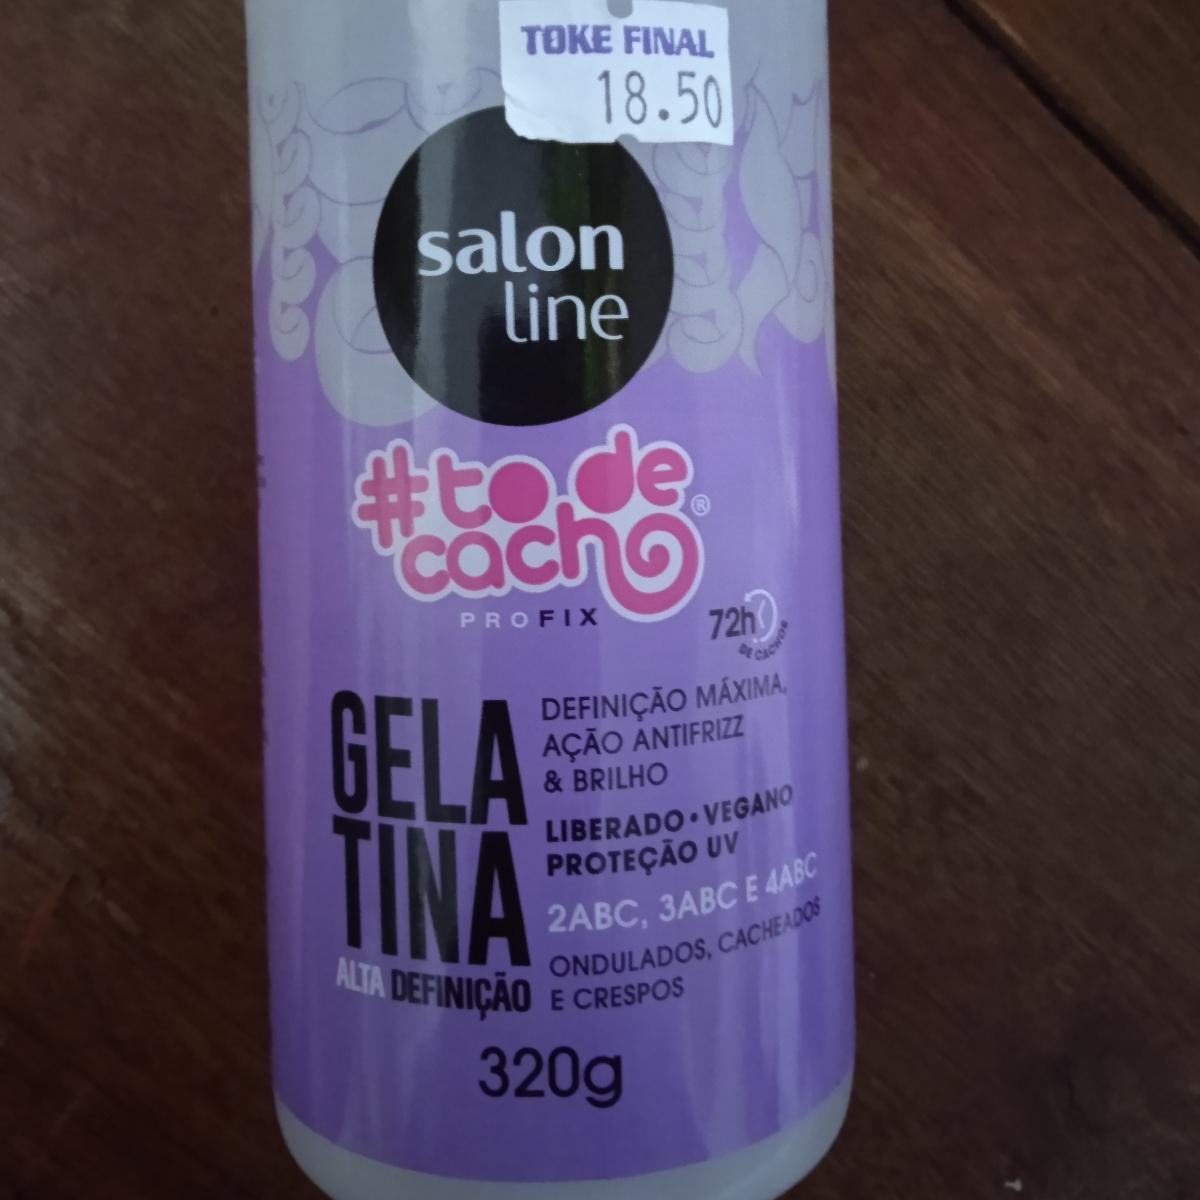 TOKE FINAL
18.50
salon
line
#to de
cacho®
PROFIX
72h
DE CACHOS
GELA
TINA
ALTA DEFINIÇÃO
DEFINIÇÃO MÁXIMA,
AÇÃO ANTIFRIZZ
& BRILHO
LIBERADO • VEGANO
PROTEÇÃO UV
2ABC, 3ABC E 4ABC
ONDULADOS, CACHEADOS
E CRESPOS
320g